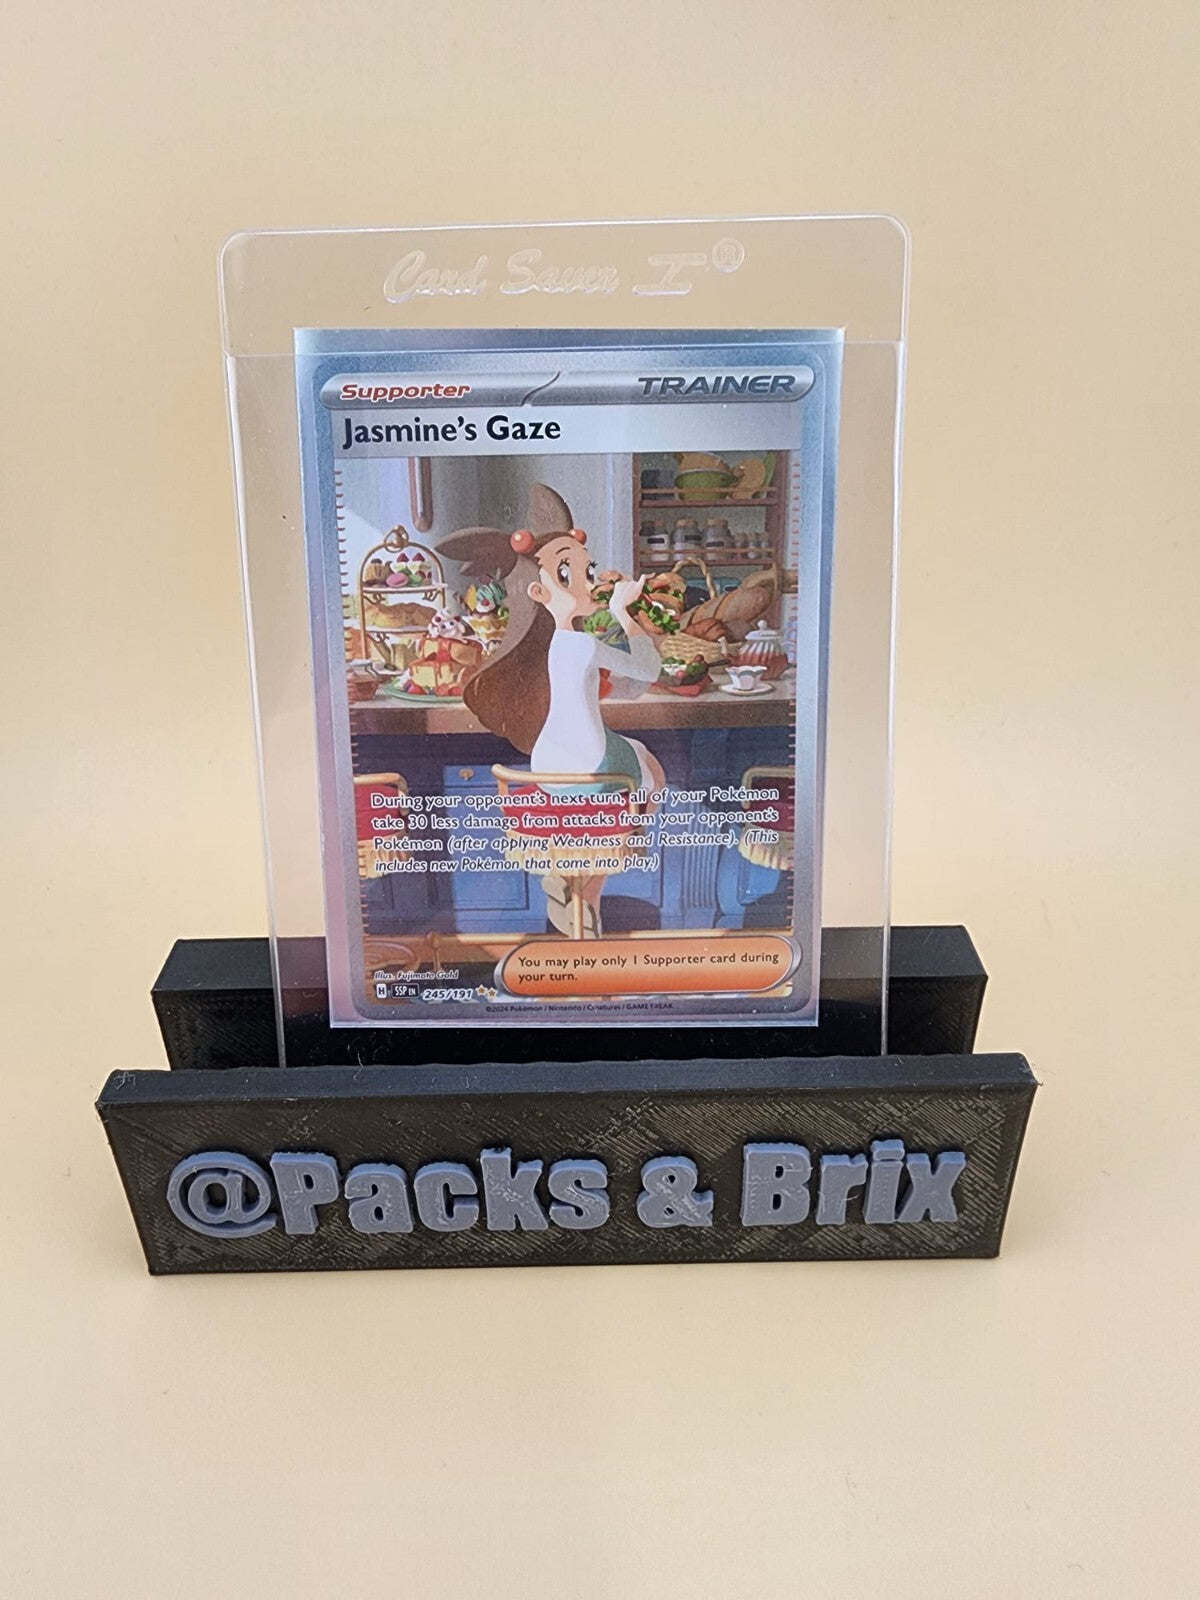 Card Saver I®
Supporter
TRAINER
Jasmine's Gaze
During your opponent's next turn, all of your Pokémon
take 30 less damage from attacks from your opponent's
Pokémon (after applying Weakness and Resistance). (This
includes new Pokémon that come into play.)
You may play only 1 Supporter card during
your turn.
Illus. Fujimoto Gold
H SSP EN 245/191
©2024 Pokémon / Nintendo / Creatures / GAME FREAK
@Packs & Brix